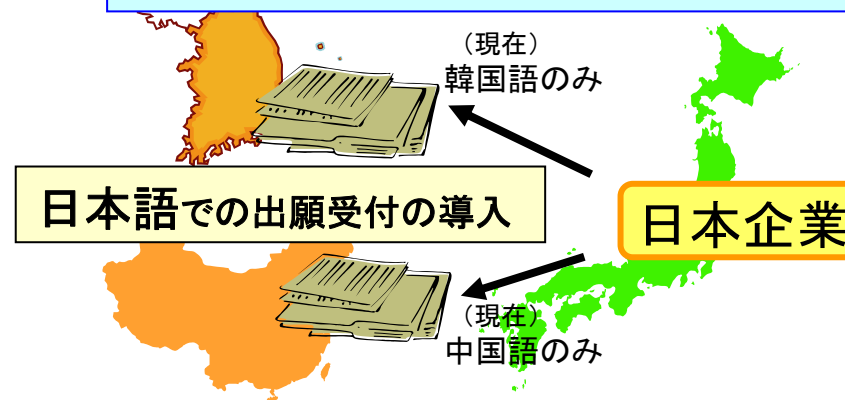 （現在）
韓国語のみ
日本語での出願受付の導入
日本企業
（現在）
中国語のみ